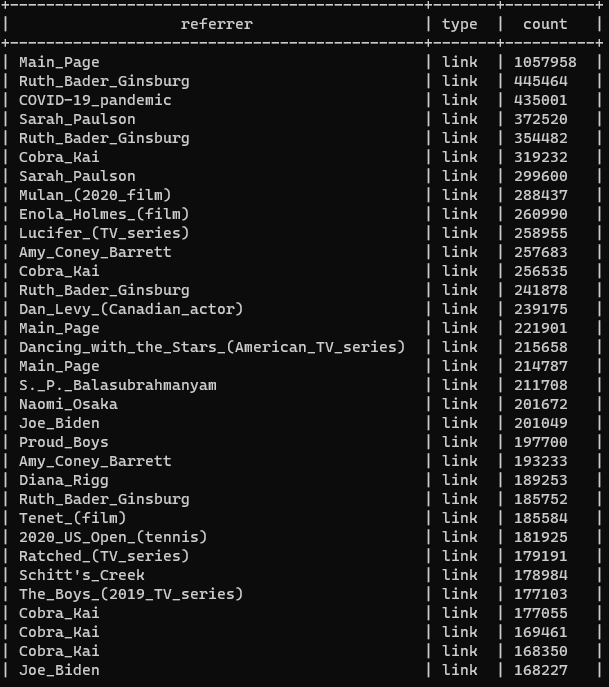 +----------------------------------------------+-------+----------+
| referrer | type | count |
+----------------------------------------------+-------+----------+
| Main_Page | link | 1057958 |
| Ruth_Bader_Ginsburg | link | 445464 |
| COVID-19_pandemic | link | 435001 |
| Sarah_Paulson | link | 372520 |
| Ruth_Bader_Ginsburg | link | 354482 |
| Cobra_Kai | link | 319232 |
| Sarah_Paulson | link | 299600 |
| Mulan_(2020_film) | link | 288437 |
| Enola_Holmes_(film) | link | 260990 |
| Lucifer_(TV_series) | link | 258955 |
| Amy_Coney_Barrett | link | 257683 |
| Cobra_Kai | link | 256535 |
| Ruth_Bader_Ginsburg | link | 241878 |
| Dan_Levy_(Canadian_actor) | link | 239175 |
| Main_Page | link | 221901 |
| Dancing_with_the_Stars_(American_TV_series) | link | 215658 |
| Main_Page | link | 214787 |
| S._P._Balasubrahmanyam | link | 211708 |
| Naomi_Osaka | link | 201672 |
| Joe_Biden | link | 201049 |
| Proud_Boys | link | 197700 |
| Amy_Coney_Barrett | link | 193233 |
| Diana_Rigg | link | 189253 |
| Ruth_Bader_Ginsburg | link | 185752 |
| Tenet_(film) | link | 185584 |
| 2020_US_Open_(tennis) | link | 181925 |
| Ratched_(TV_series) | link | 179191 |
| Schitt's_Creek | link | 178984 |
| The_Boys_(2019_TV_series) | link | 177103 |
| Cobra_Kai | link | 177055 |
| Cobra_Kai | link | 169461 |
| Cobra_Kai | link | 168350 |
| Joe_Biden | link | 168227 |